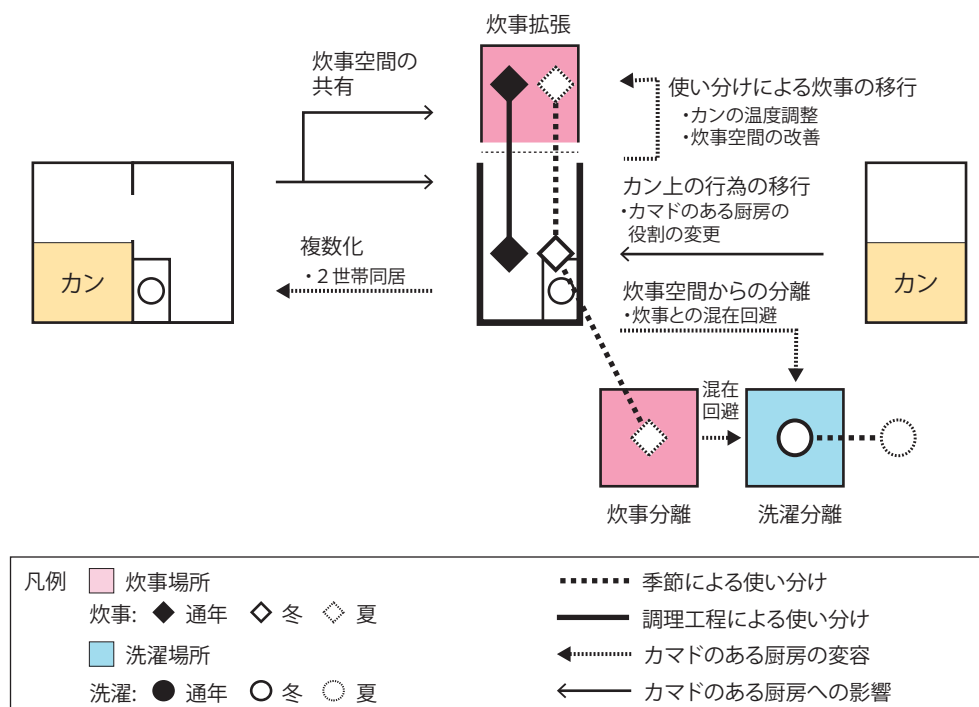 炊事拡張
炊事空間の
共有
使い分けによる炊事の移行
・カンの温度調整
・炊事空間の改善
カン上の行為の移行
・カマドのある厨房の
役割の変更
カン
複数化
・2世帯同居
カン
炊事空間からの分離
・炊事との混在回避
混在
回避
炊事分離
洗濯分離
凡例
炊事場所
炊事: 通年 冬 夏
洗濯場所
洗濯: 通年 冬 夏
季節による使い分け
調理工程による使い分け
カマドのある厨房の変容
カマドのある厨房への影響